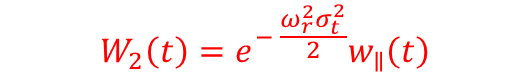 $W_2(t) = e^{-\frac{\omega_r^2 \sigma_t^2}{2}} w_{\parallel}(t)$